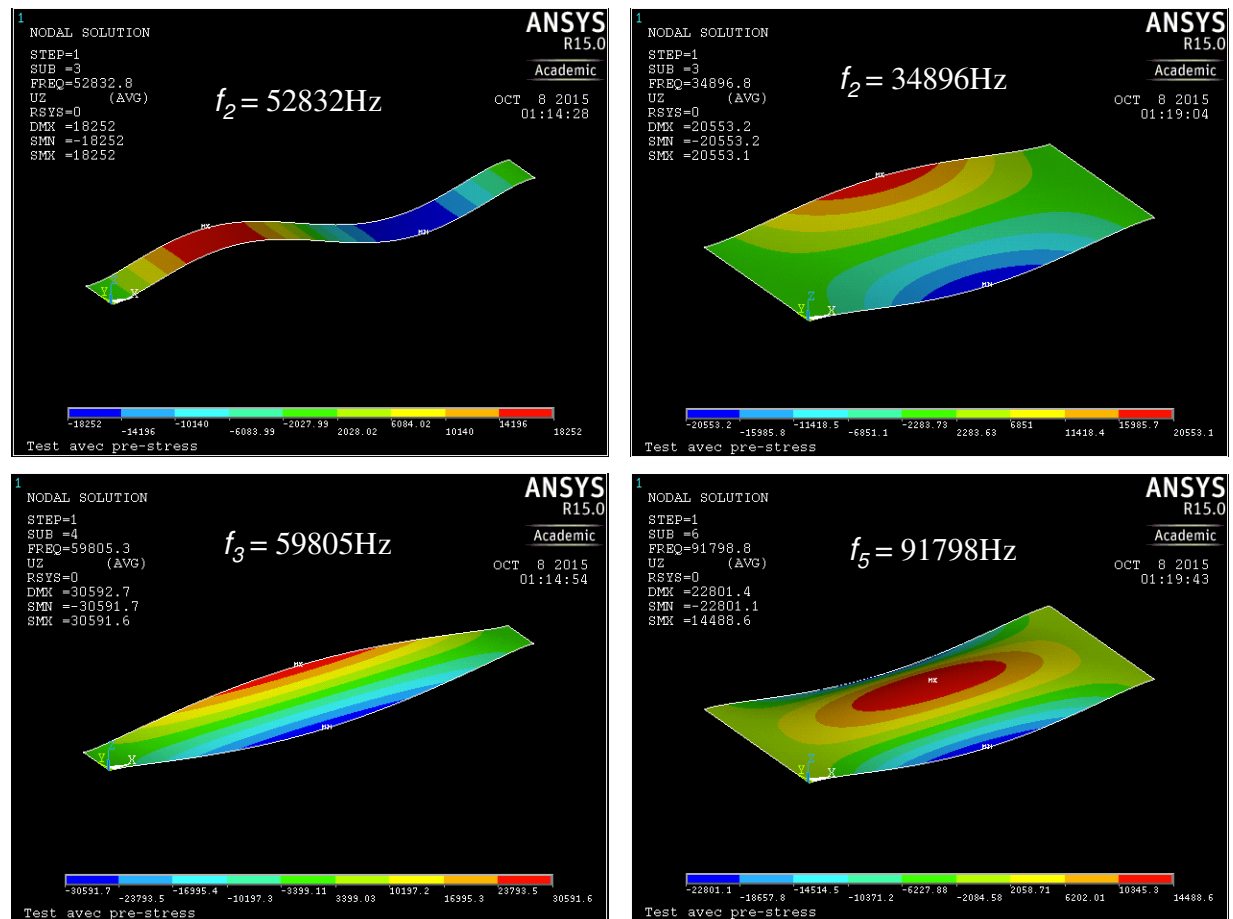 1
NODAL SOLUTION
STEP=1
SUB =3
FREQ=52832.8
UZ (AVG)
RSYS=0
DMX =18252
SMN =-18252
SMX =18252
f2 = 52832Hz
ANSYS
R15.0
Academic
OCT 8 2015
01:14:28
MX
MN
Z
Y
X
-18252
-14196
-10140
-6083.99
-2027.99
2028.02
6084.02
10140
14196
18252
Test avec pre-stress
1
NODAL SOLUTION
STEP=1
SUB =3
FREQ=34896.8
UZ (AVG)
RSYS=0
DMX =20553.2
SMN =-20553.2
SMX =20553.1
f2 = 34896Hz
ANSYS
R15.0
Academic
OCT 8 2015
01:19:04
MX
MN
Z
Y
X
-20553.2
-15985.8
-11418.5
-6851.1
-2283.73
2283.63
6851
11418.4
15985.7
20553.1
Test avec pre-stress
1
NODAL SOLUTION
STEP=1
SUB =4
FREQ=59805.3
UZ (AVG)
RSYS=0
DMX =30592.7
SMN =-30591.7
SMX =30591.6
f3 = 59805Hz
ANSYS
R15.0
Academic
OCT 8 2015
01:14:54
MX
MN
Z
Y
X
-30591.7
-23793.5
-16995.4
-10197.3
-3399.11
3399.03
10197.2
16995.3
23793.5
30591.6
Test avec pre-stress
1
NODAL SOLUTION
STEP=1
SUB =6
FREQ=91798.8
UZ (AVG)
RSYS=0
DMX =22801.4
SMN =-22801.1
SMX =14488.6
f5 = 91798Hz
ANSYS
R15.0
Academic
OCT 8 2015
01:19:43
MX
MN
Z
Y
X
-22801.1
-18657.8
-14514.5
-10371.2
-6227.88
-2084.58
2058.71
6202.01
10345.3
14488.6
Test avec pre-stress